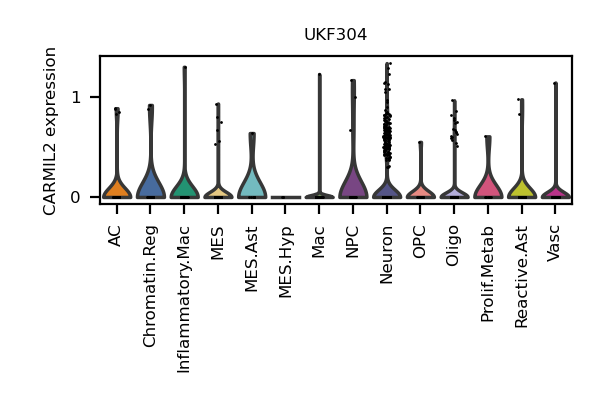 UKF304
CARMIL2 expression
1
0
AC
Chromatin.Reg
Inflammatory.Mac
MES
MES.Ast
MES.Hyp
Mac
NPC
Neuron
OPC
Oligo
Prolif.Metab
Reactive.Ast
Vasc